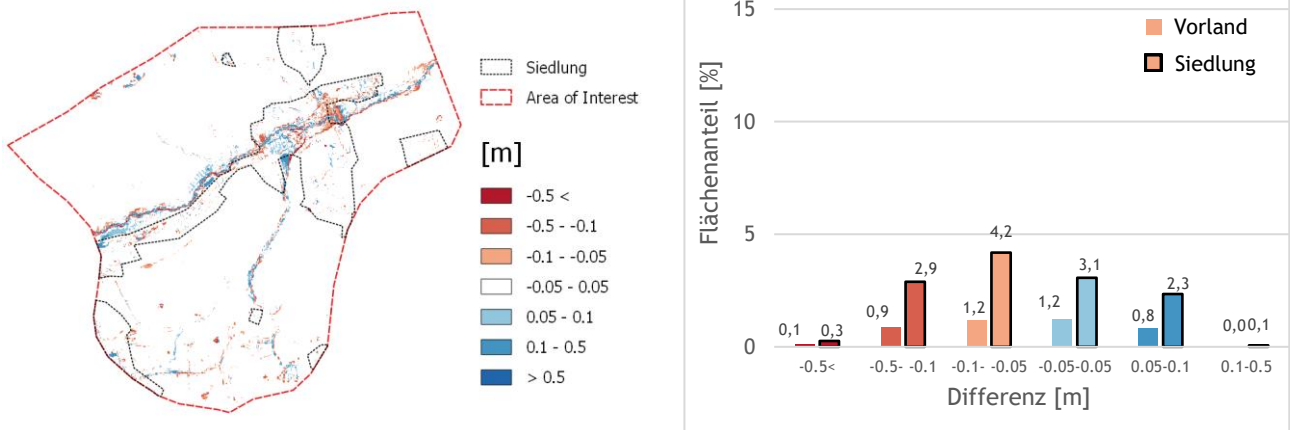 Siedlung
Area of Interest
[m]
-0.5 <
-0.5 - -0.1
-0.1 - -0.05
-0.05 - 0.05
0.05 - 0.1
0.1 - 0.5
> 0.5
Flächenanteil [%]
15
10
5
0
Vorland
Siedlung
0,1
0,3
0,9
2,9
1,2
4,2
1,2
3,1
0,8
2,3
0,0
0,1
-0.5<
-0.5- -0.1
-0.1- -0.05
-0.05-0.05
0.05-0.1
0.1-0.5
Differenz [m]